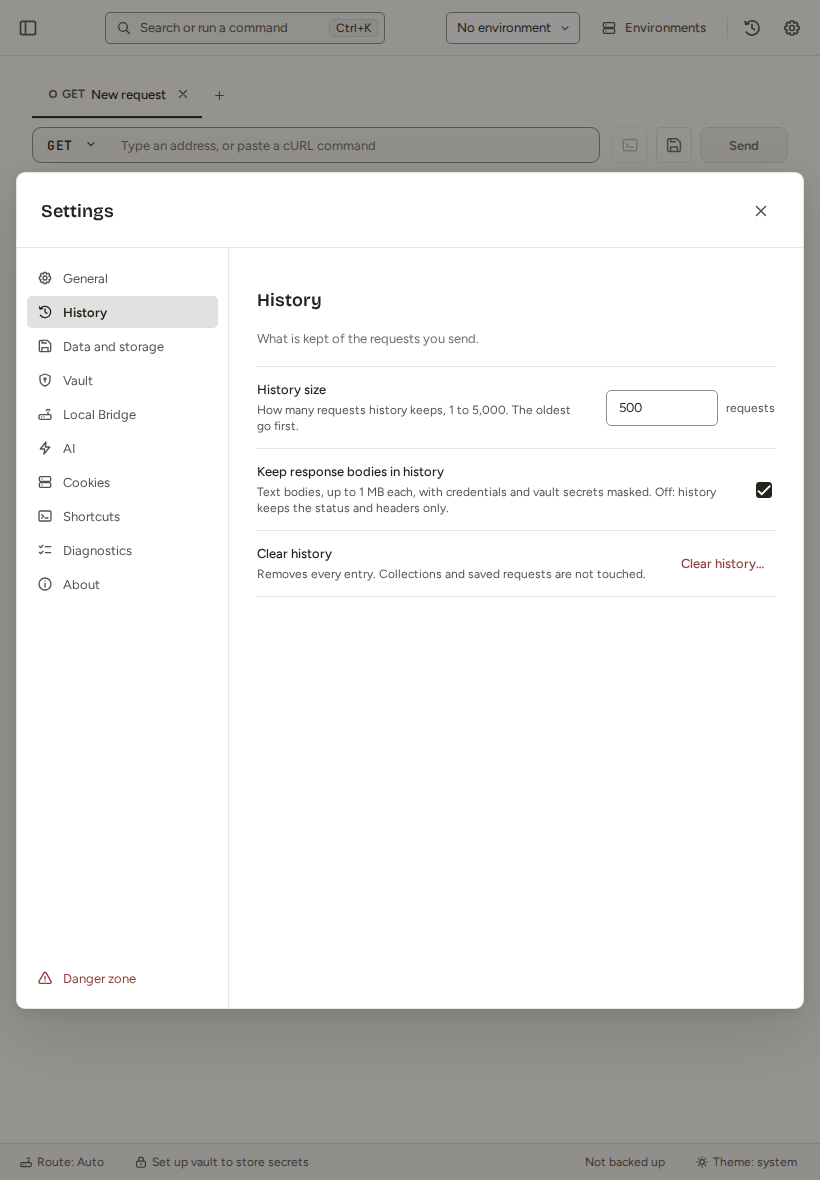 Search or run a command
Ctrl+K
No environment
Environments
GET New request
GET
Type an address, or paste a cURL command
Send
Settings
General
History
Data and storage
Vault
Local Bridge
AI
Cookies
Shortcuts
Diagnostics
About
Danger zone
History
What is kept of the requests you send.
History size
How many requests history keeps, 1 to 5,000. The oldest
go first.
500
requests
Keep response bodies in history
Text bodies, up to 1 MB each, with credentials and vault secrets masked. Off: history
keeps the status and headers only.
Clear history
Removes every entry. Collections and saved requests are not touched.
Clear history...
Route: Auto
Set up vault to store secrets
Not backed up
Theme: system